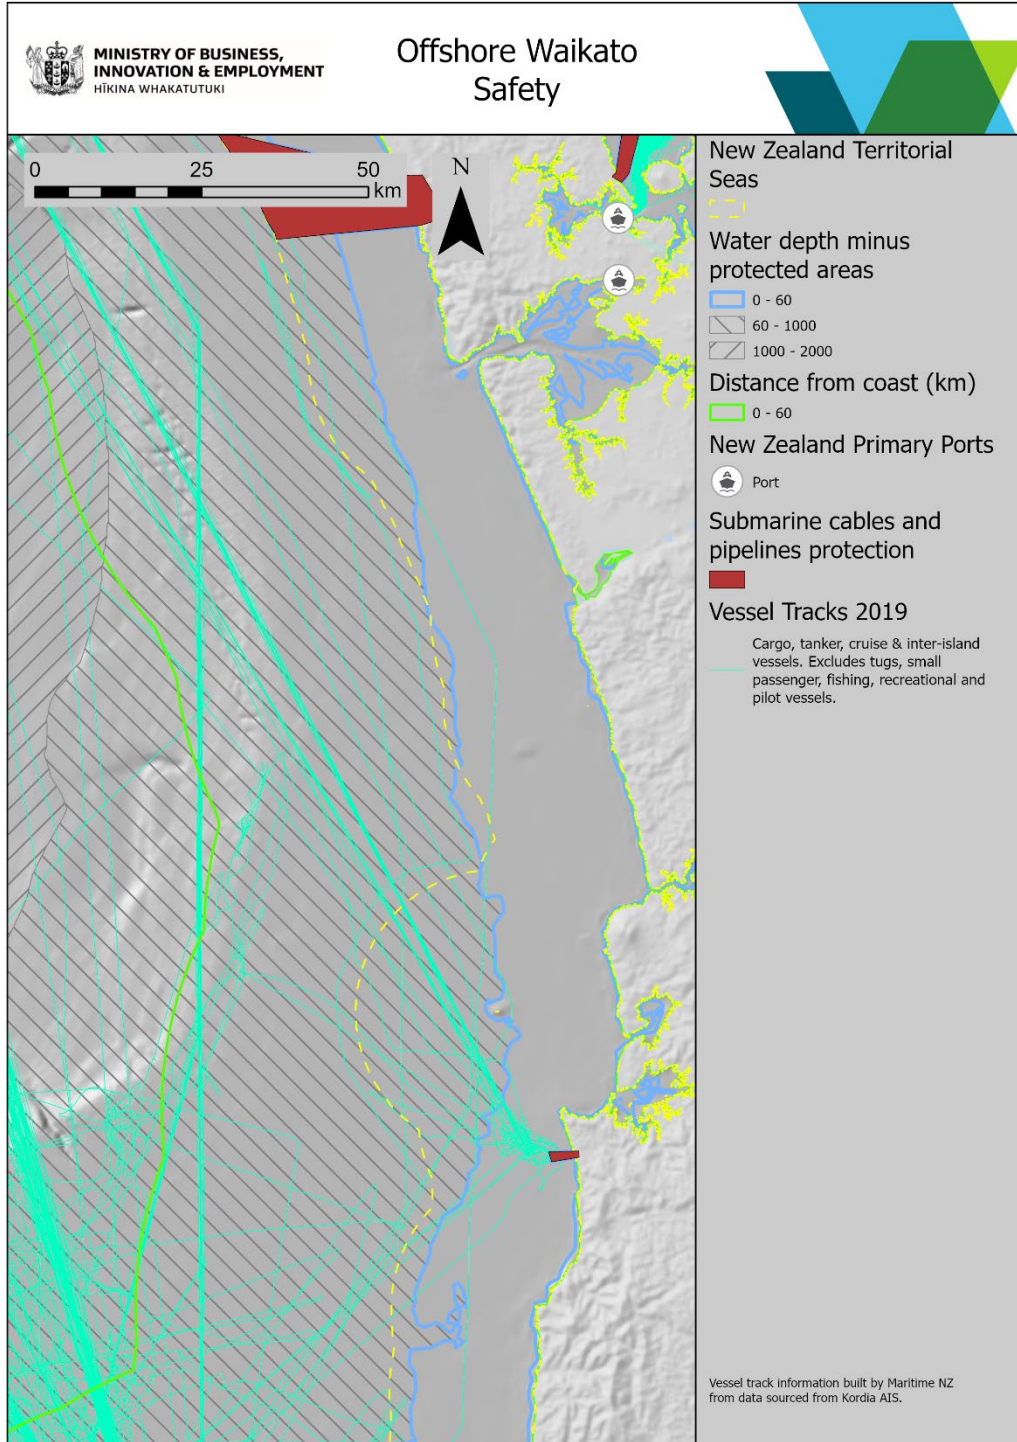 MINISTRY OF BUSINESS,
INNOVATION & EMPLOYMENT
HĪKINA WHAKATUTUKI
Offshore Waikato
Safety
0 25 50
km
N
New Zealand Territorial
Seas
Water depth minus
protected areas
0 - 60
60 - 1000
1000 - 2000
Distance from coast (km)
0 - 60
New Zealand Primary Ports
Port
Submarine cables and
pipelines protection
Vessel Tracks 2019
Cargo, tanker, cruise & inter-island
vessels. Excludes tugs, small
passenger, fishing, recreational and
pilot vessels.
Vessel track information built by Maritime NZ
from data sourced from Kordia AIS.